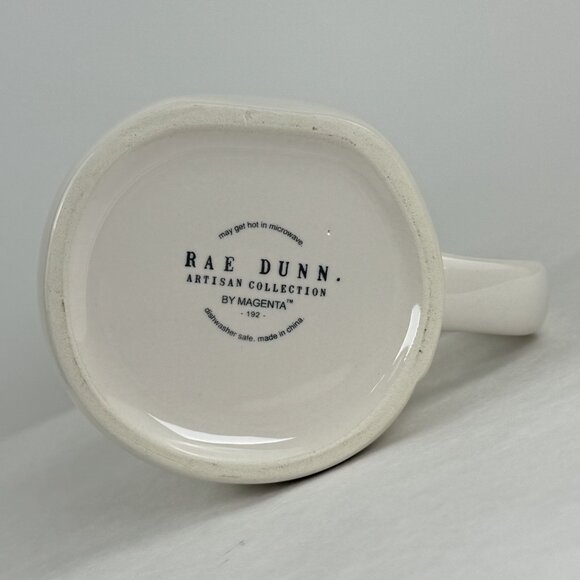 may get hot in microwave.
RAE DUNN.
ARTISAN COLLECTION
BY MAGENTA™
- 192 -
dishwasher safe. made in china.